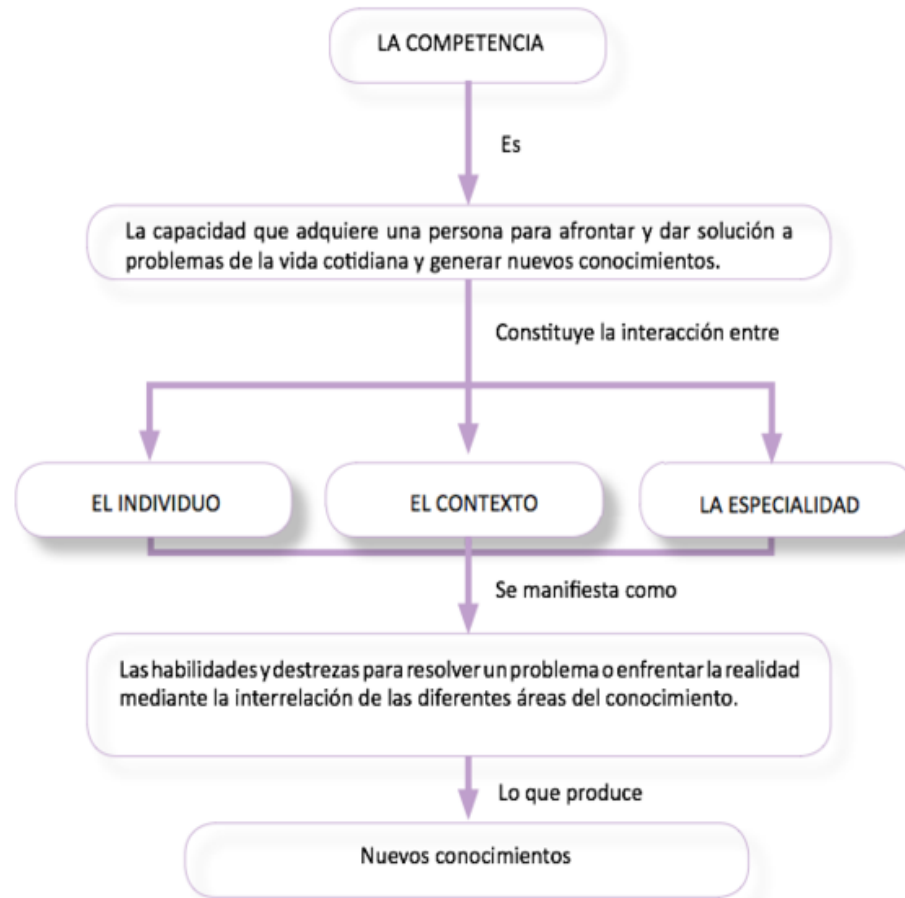 LA COMPETENCIA
Es
La capacidad que adquiere una persona para afrontar y dar solución a
problemas de la vida cotidiana y generar nuevos conocimientos.
Constituye la interacción entre
EL INDIVIDUO
EL CONTEXTO
LA ESPECIALIDAD
Se manifiesta como
Las habilidades y destrezas para resolver un problema o enfrentar la realidad
mediante la interrelación de las diferentes áreas del conocimiento.
Lo que produce
Nuevos conocimientos